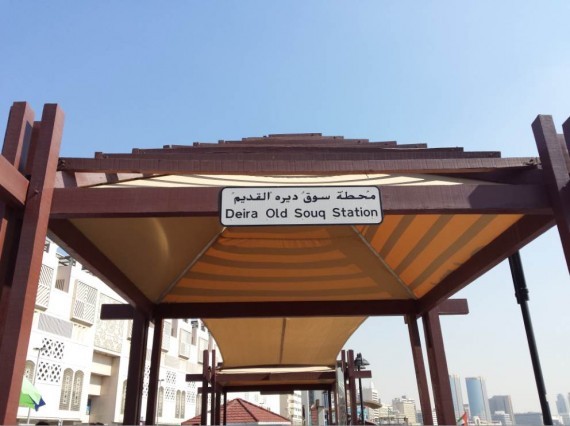 محطة سوق ديره القديم
Deira Old Souq Station